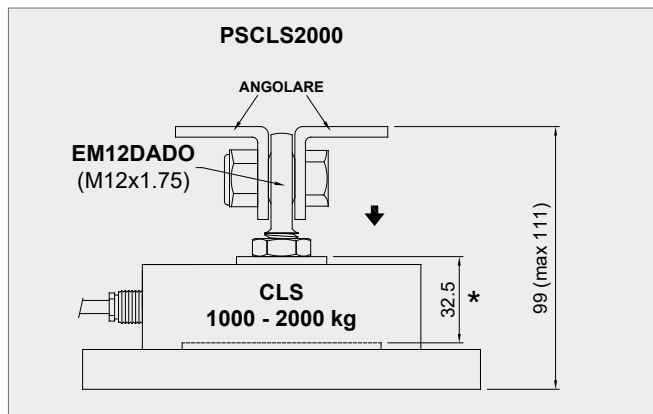 PSCLS2000
ANGOLARE
EM12DADO
(M12x1.75)
CLS
1000 - 2000 kg
32.5 *
99 (max 111)